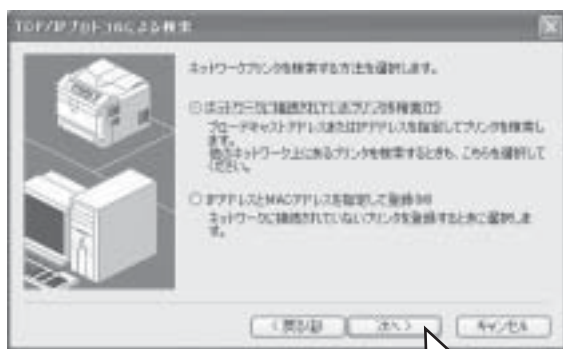 TCP/IPプロトコルによる検索
ネットワークプリンタを検索する方法を選択します。
ネットワークに接続されているプリンタを検索(I)
ブロードキャストアドレスまたはIPアドレスを指定してプリンタを検索し
ます。
他のネットワーク上にあるプリンタを検索するときも、こちらを選択して
ください。
IPアドレスとMACアドレスを指定して登録(M)
ネットワークに接続されていないプリンタを登録するときに選択しま
す。
< 戻る(B) 次へ > キャンセル